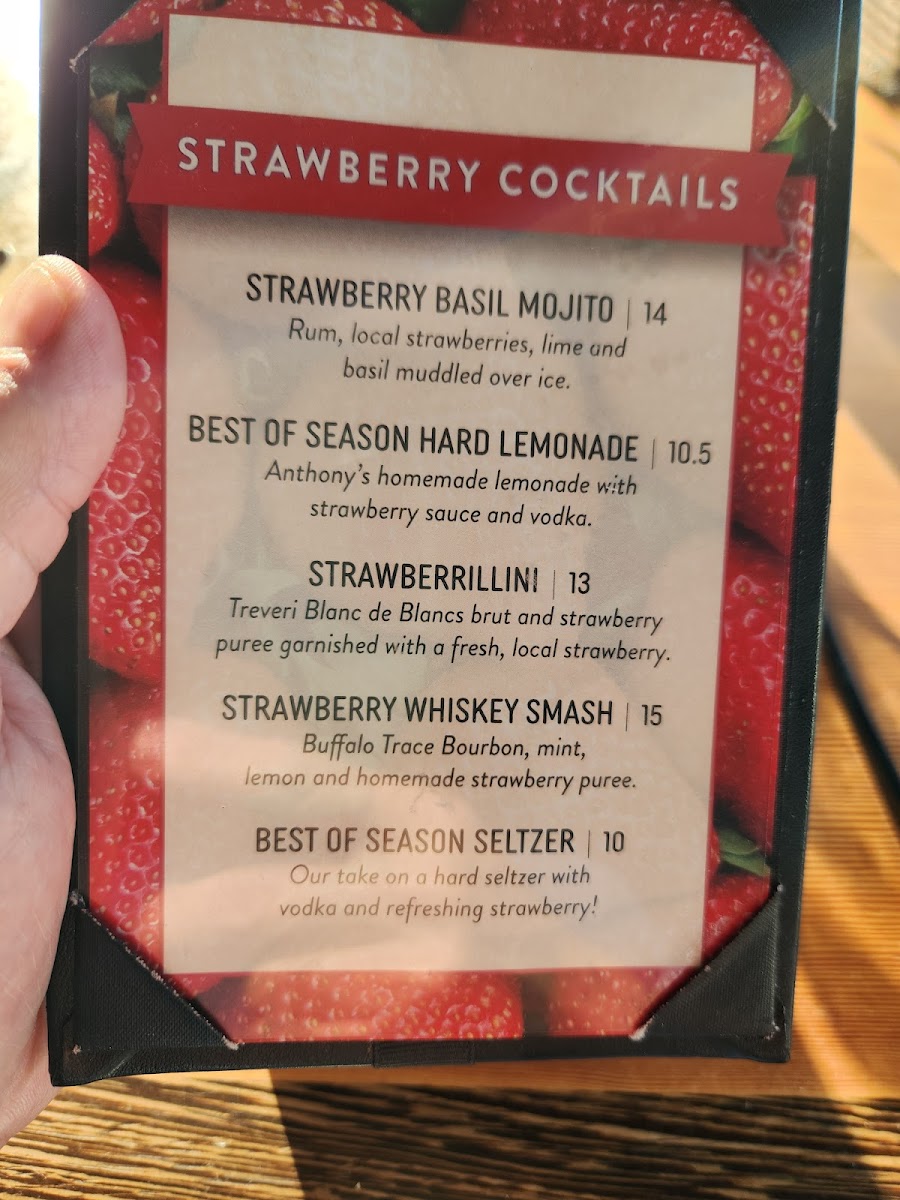 STRAWBERRY COCKTAILS
STRAWBERRY BASIL MOJITO | 14
Rum, local strawberries, lime and
basil muddled over ice.
BEST OF SEASON HARD LEMONADE | 10.5
Anthony's homemade lemonade with
strawberry sauce and vodka.
STRAWBERRILLINI | 13
Treveri Blanc de Blancs brut and strawberry
puree garnished with a fresh, local strawberry.
STRAWBERRY WHISKEY SMASH | 15
Buffalo Trace Bourbon, mint,
lemon and homemade strawberry puree.
BEST OF SEASON SELTZER | 10
Our take on a hard seltzer with
vodka and refreshing strawberry!